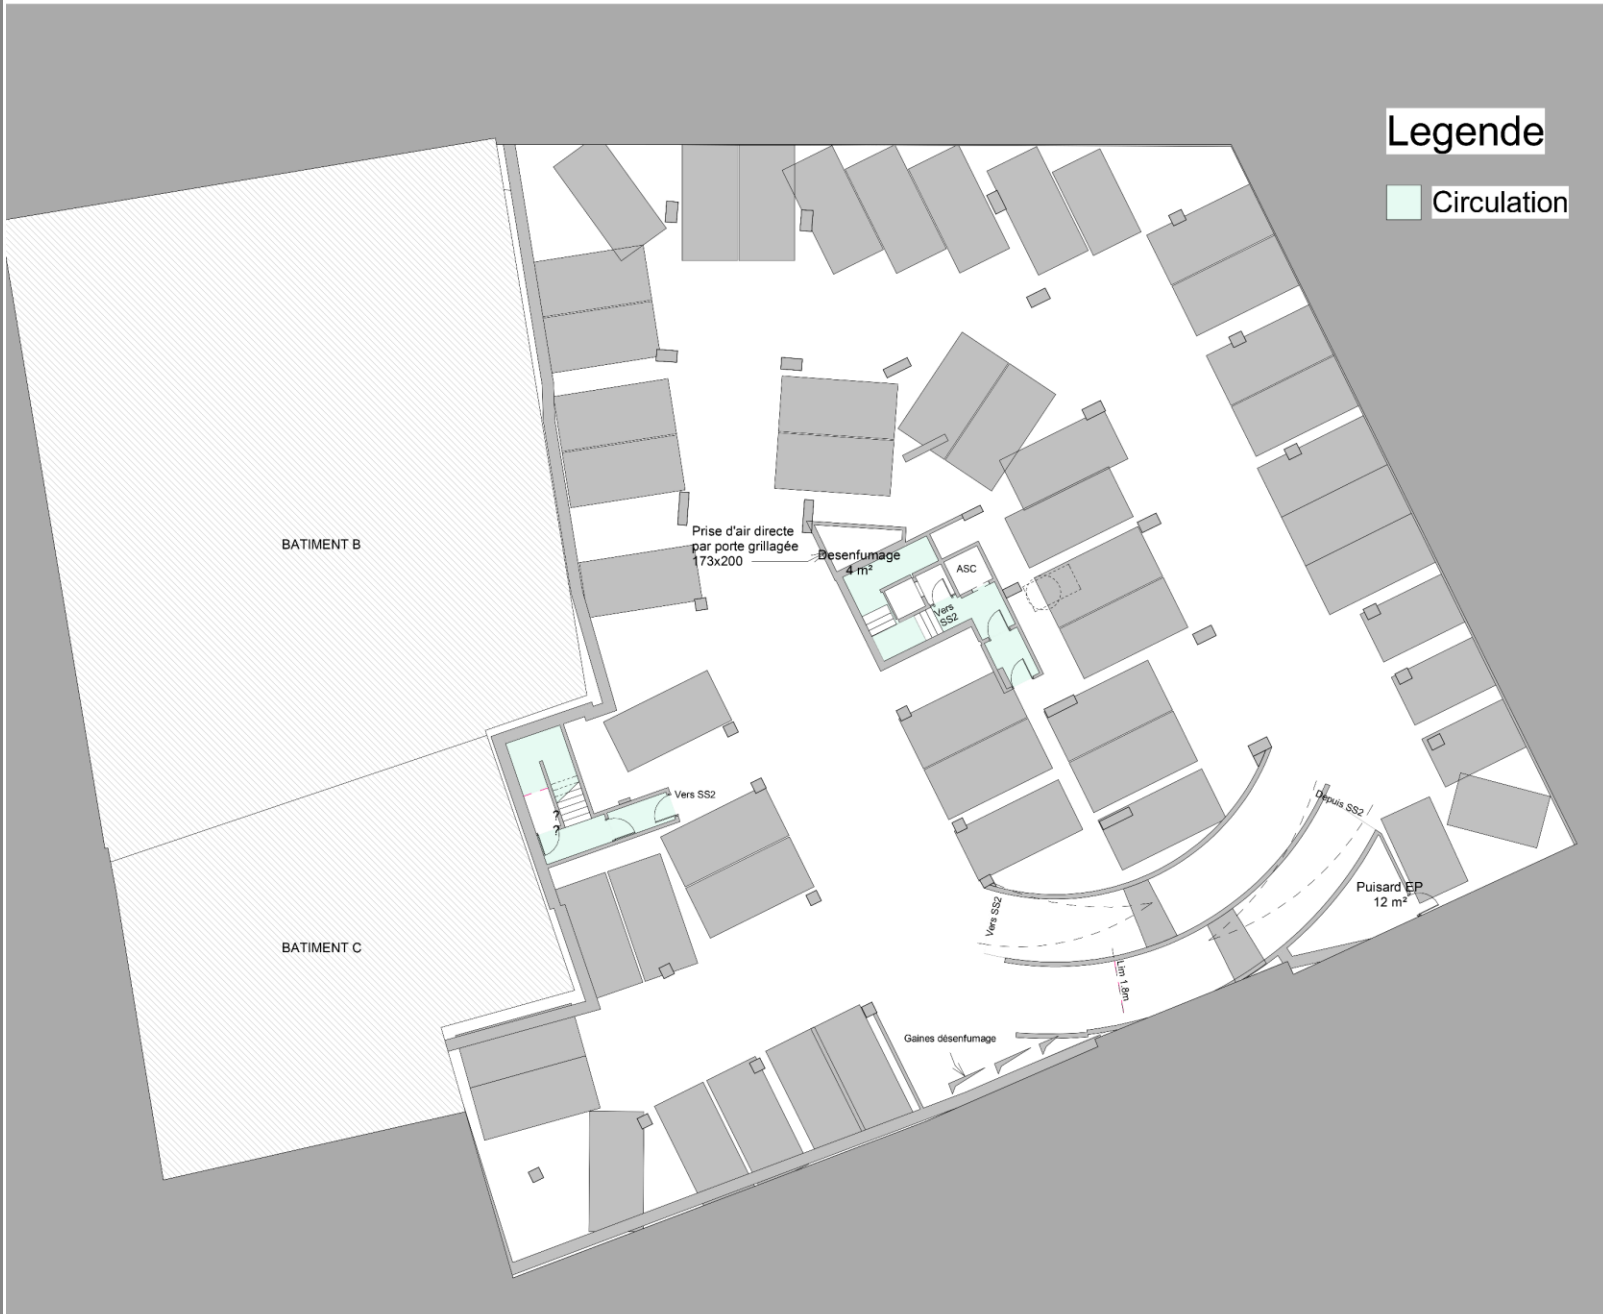 Legende
Circulation
BATIMENT B
Prise d'air directe
par porte grillagée
173x200
Desenfumage
4 m²
ASC
Vers
SS2
Vers SS2
?
?
Depuis SS2
Puisard EP
12 m²
Vers SS2
BATIMENT C
Lim 1.8m
Gaines désenfumage